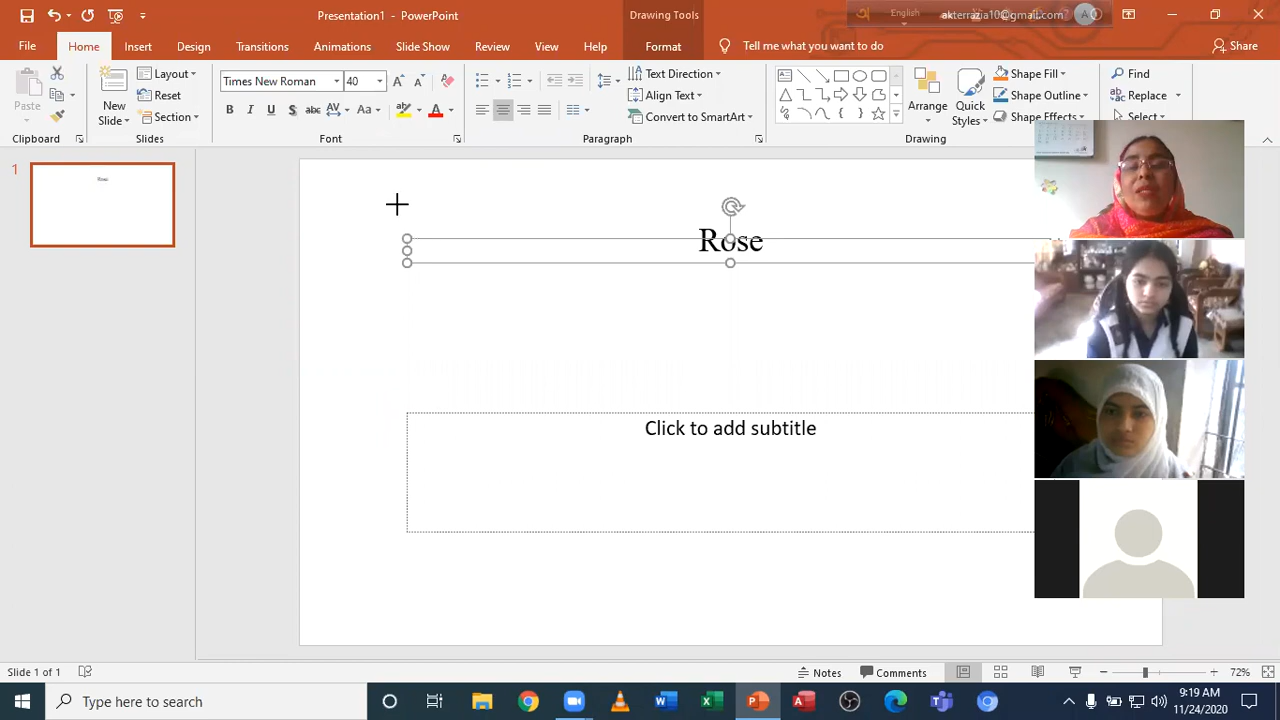 Presentation1 - PowerPoint
English
akterrazia10@gmail.com
A
File
Home
Insert
Design
Transitions
Animations
Slide Show
Review
View
Help
Format
Drawing Tools
Tell me what you want to do
Share
Paste
Clipboard
New
Slide
Layout
Reset
Section
Slides
Times New Roman
40
B I U S abc AV Aa
A
Font
Text Direction
Align Text
Convert to SmartArt
Paragraph
Arrange
Quick
Styles
Shape Fill
Shape Outline
Shape Effects
Drawing
Find
Replace
Select
1
Rose
Rose
Click to add subtitle
Slide 1 of 1
Notes
Comments
72%
Type here to search
9:19 AM
11/24/2020